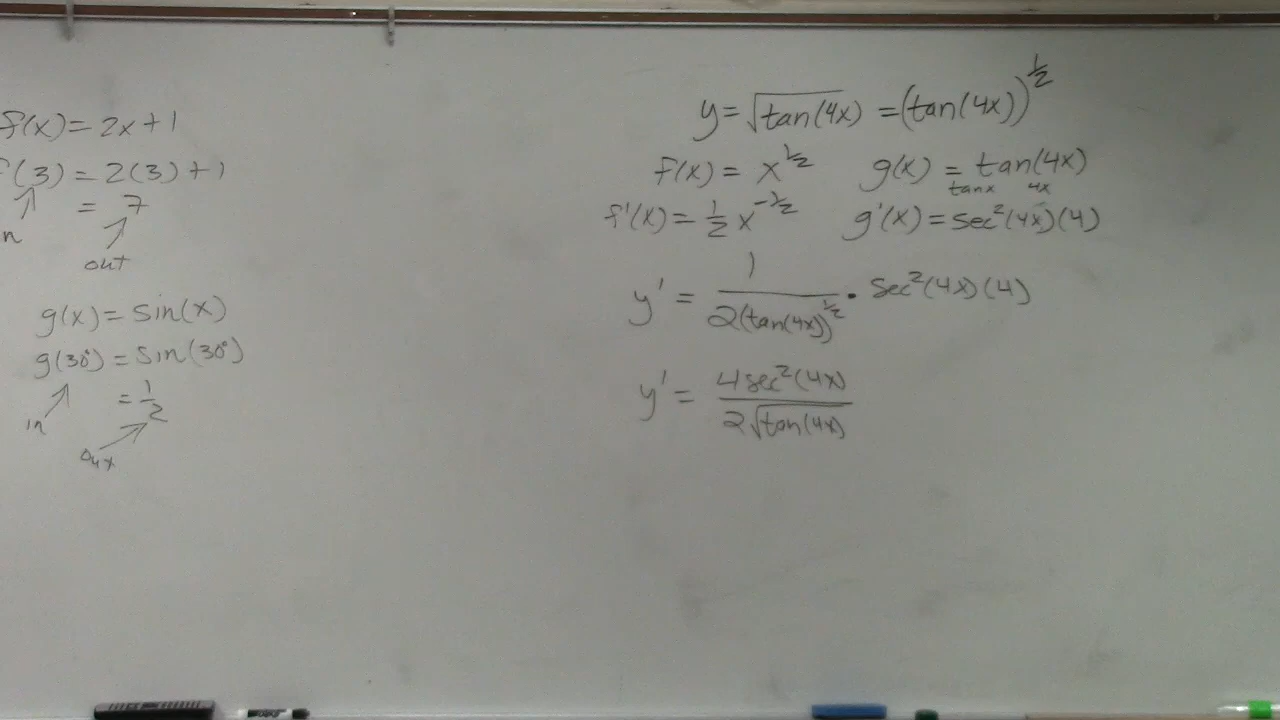 f(x) = 2x + 1
f(3) = 2(3) + 1
= 7
n
out
g(x) = sin(x)
g(30°) = sin(30°)
= 1/2
in
out
y = √tan(4x) = (tan(4x))^1/2
f(x) = x^1/2 g(x) = tan(4x)
tanx 4x
f'(x) = 1/2 x^-1/2 g'(x) = sec²(4x)(4)
y' = 1/2(tan(4x))^1/2 · sec²(4x)(4)
y' = 4sec²(4x)/2√tan(4x)